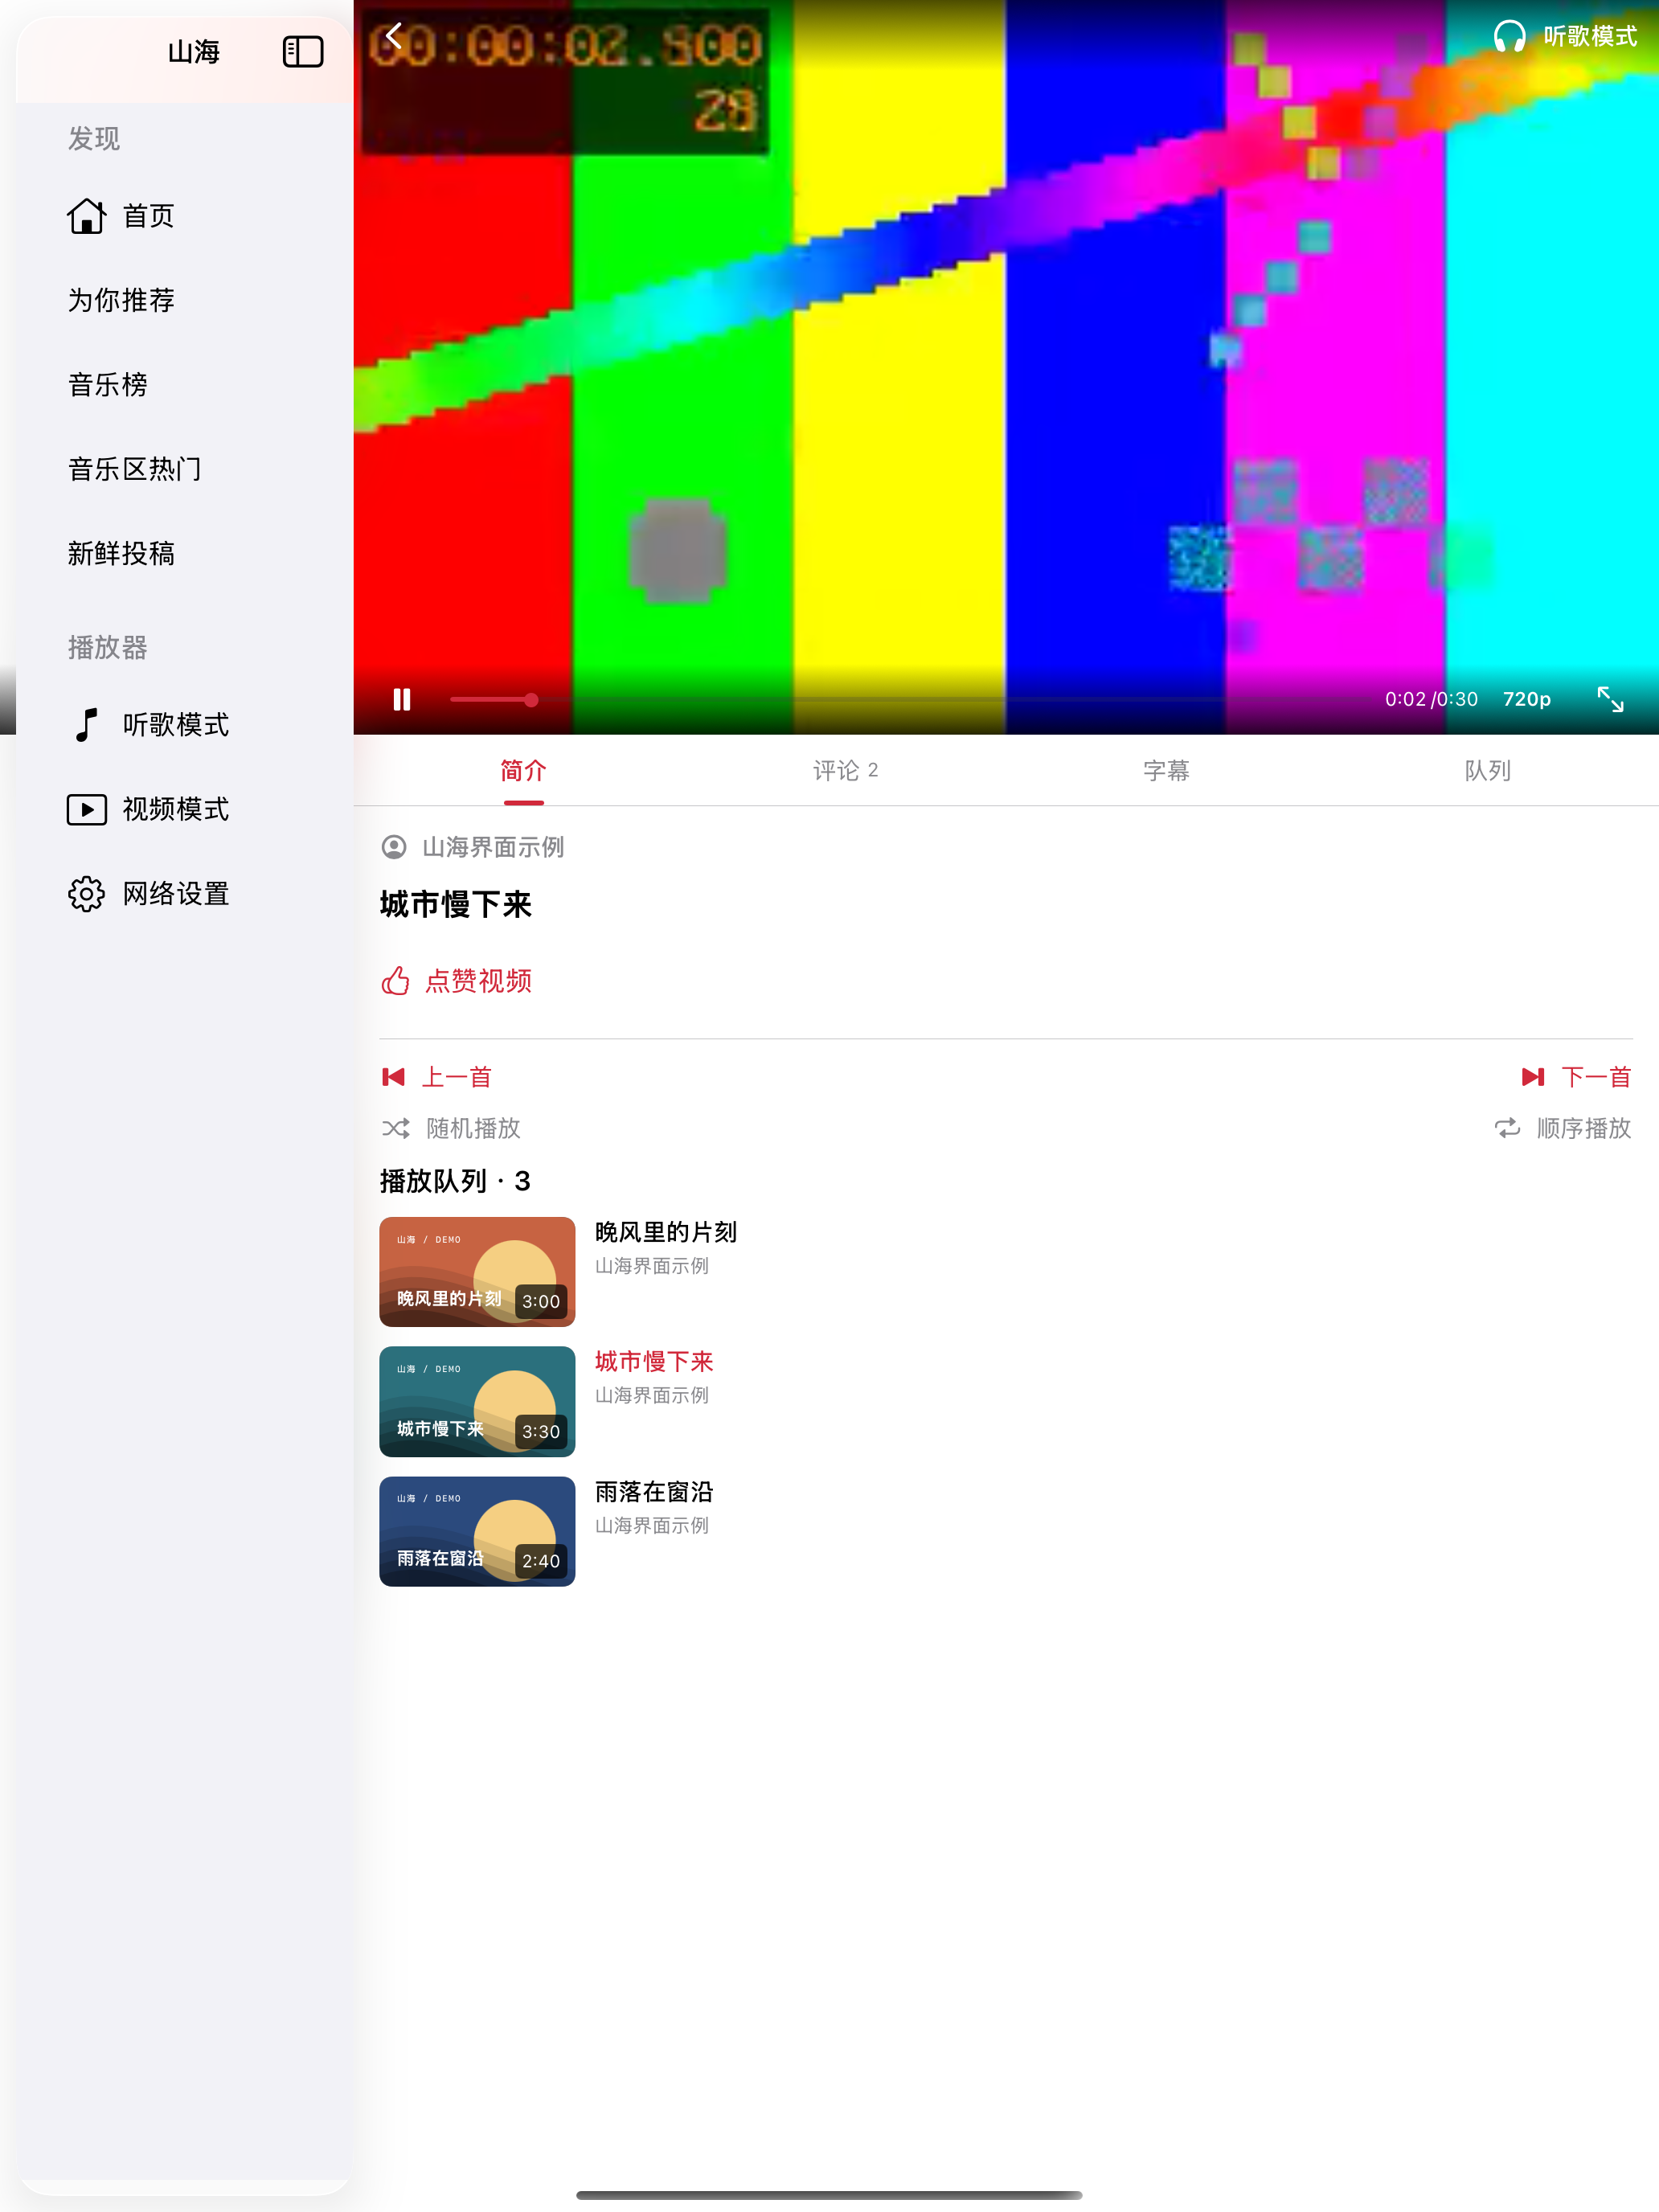 山海
发现
首页
为你推荐
音乐榜
音乐区热门
新鲜投稿
播放器
听歌模式
视频模式
网络设置
28
听歌模式
0:02/0:30
720p
简介
评论 2
字幕
队列
山海界面示例
城市慢下来
点赞视频
上一首
下一首
随机播放
顺序播放
播放队列 · 3
山海 / DEMO
晚风里的片刻
3:00
晚风里的片刻
山海界面示例
山海 / DEMO
城市慢下来
3:30
城市慢下来
山海界面示例
山海 / DEMO
雨落在窗沿
2:40
雨落在窗沿
山海界面示例